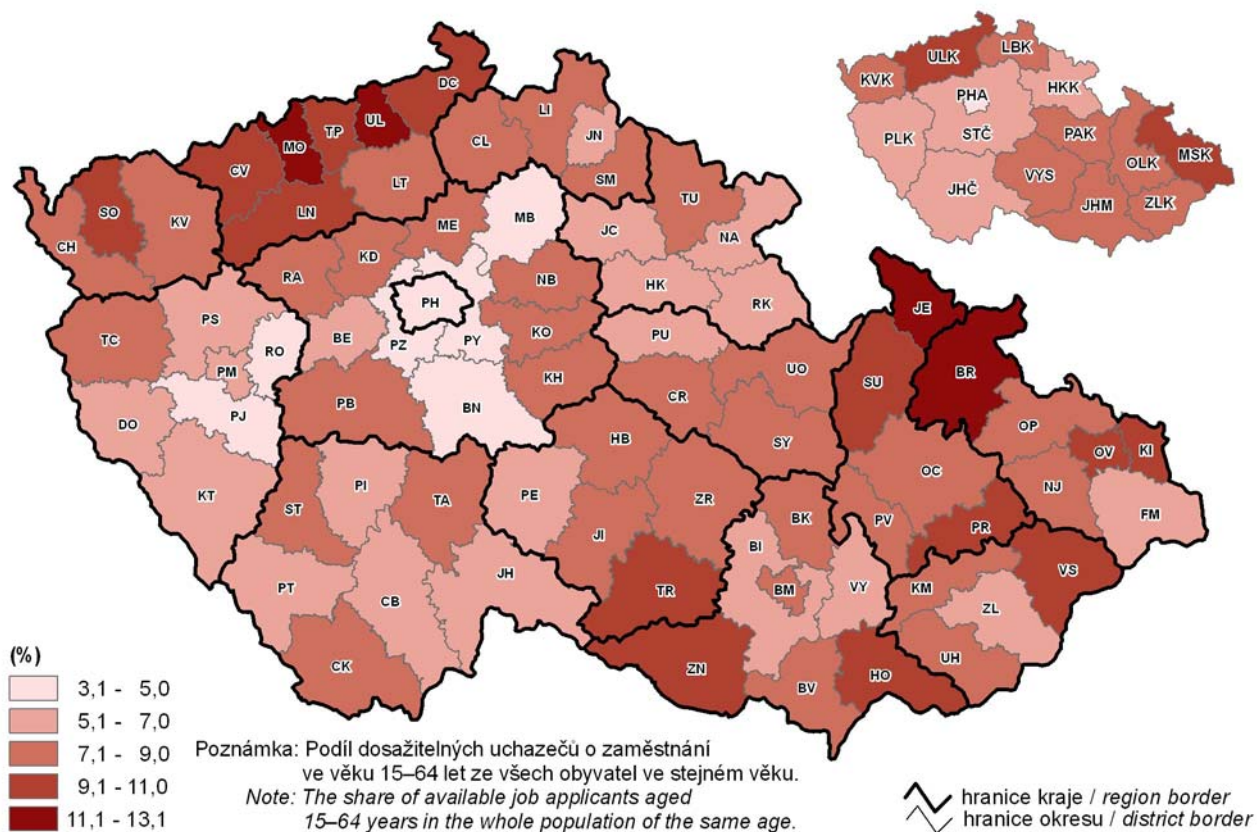 DC
UL
TP
MO
CV
LT
LN
CL
LI
JN
SM
SO
KV
CH
ME
MB
TU
JC
NA
HK
RK
RA
KD
PH
NB
KO
KH
BE
PZ
PY
BN
PB
TC
PS
RO
PM
PJ
DO
KT
PU
UO
CR
SY
HB
ST
PI
TA
PE
ZR
JI
TR
PT
CB
JH
CK
JE
BR
SU
OP
OV
KI
OC
NJ
FM
PV
PR
BK
BI
BM
VY
KM
VS
ZL
UH
ZN
BV
HO
ULK
LBK
KVK
PHA
HKK
PLK
STČ
PAK
MSK
OLK
VYS
JHČ
JHM
ZLK
(%)
3,1 - 5,0
5,1 - 7,0
7,1 - 9,0
9,1 - 11,0
11,1 - 13,1
Poznámka: Podíl dosažitelných uchazečů o zaměstnání
ve věku 15–64 let ze všech obyvatel ve stejném věku.
Note: The share of available job applicants aged
15–64 years in the whole population of the same age.
hranice kraje / region border
hranice okresu / district border